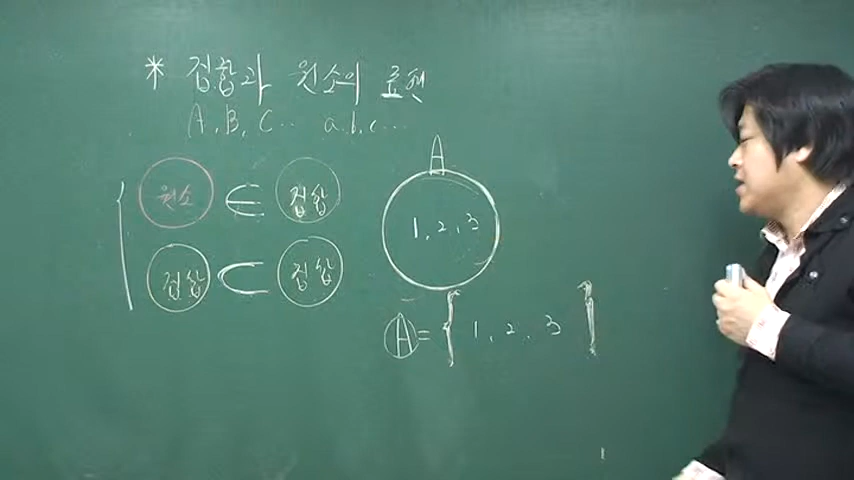 * 집합과 원소의 표현
A, B, C ... a, b, c ...
원소 ∈ 집합
집합 ⊂ 집합
A
1, 2, 3
A = { 1, 2, 3 }